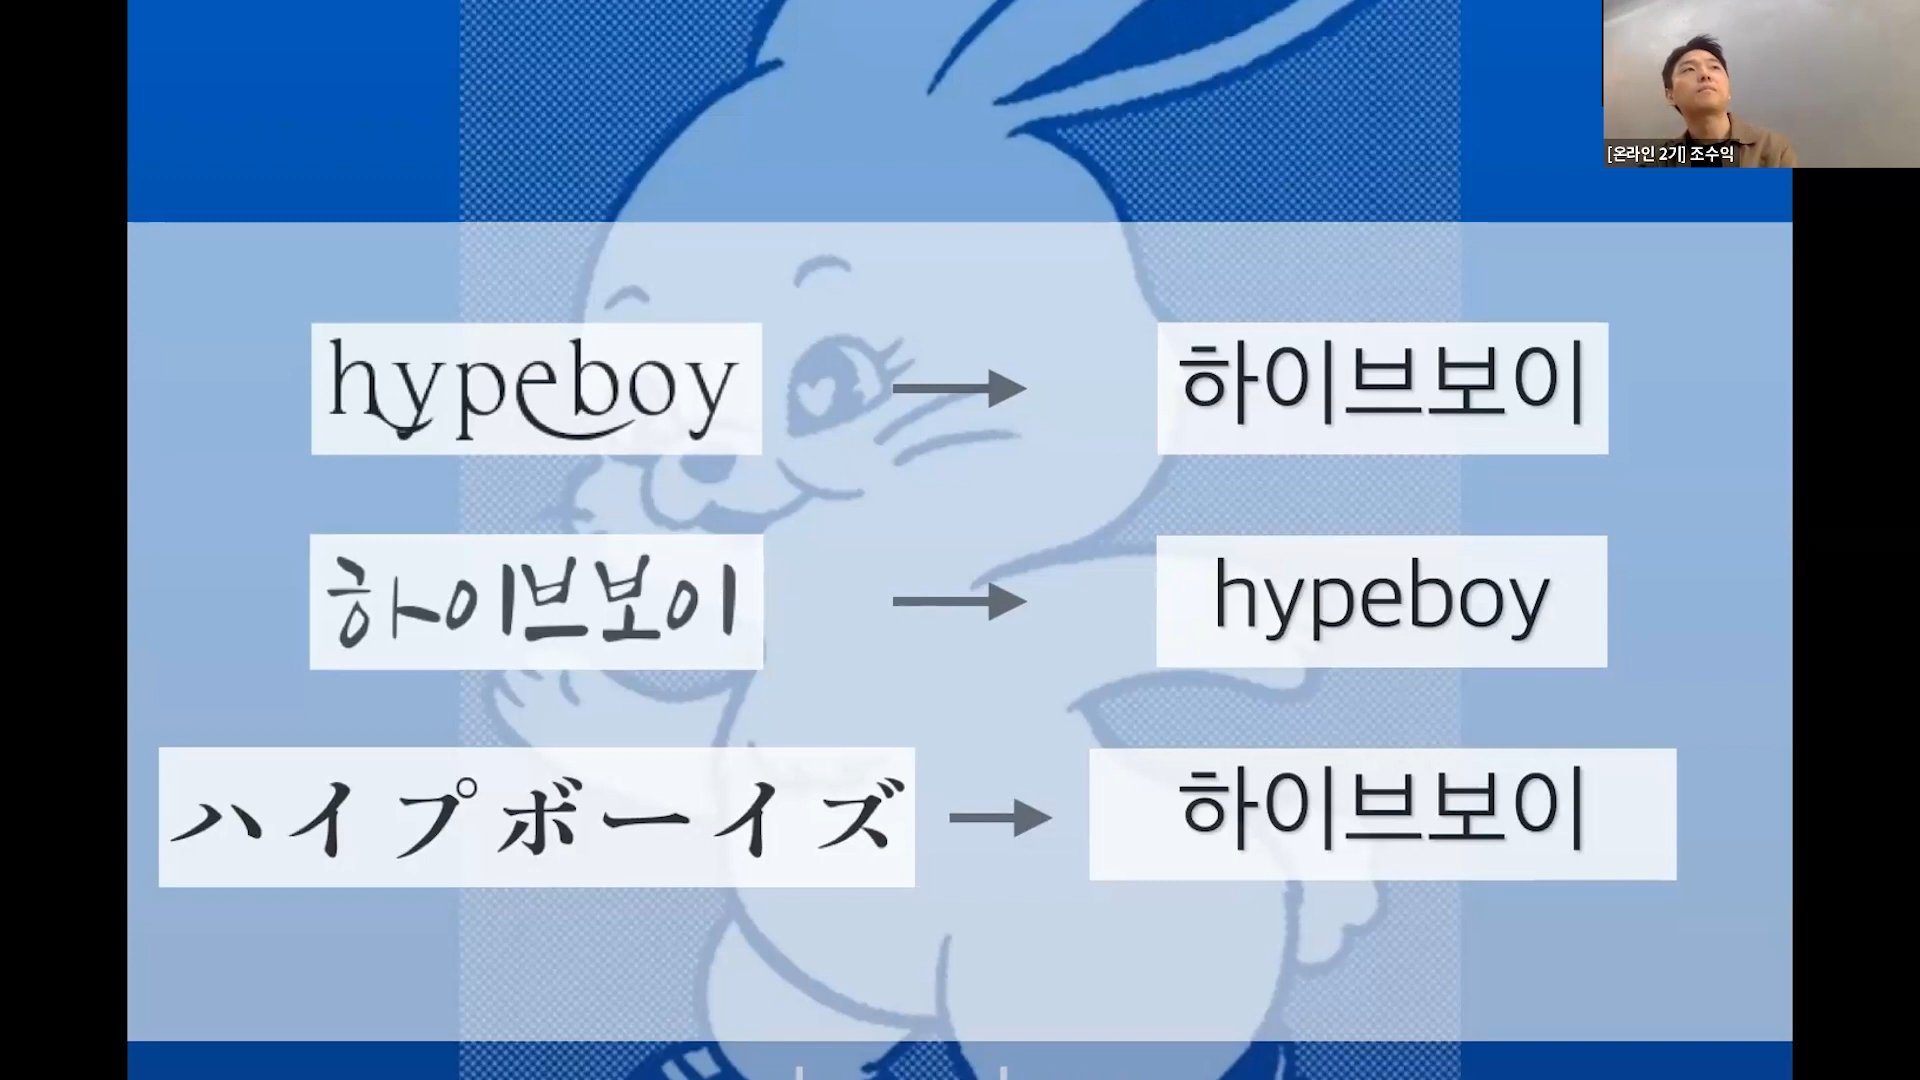 [온라인 2기] 조수익
hypeboy → 하이브보이
하이브보이 → hypeboy
ハイプボーイズ → 하이브보이